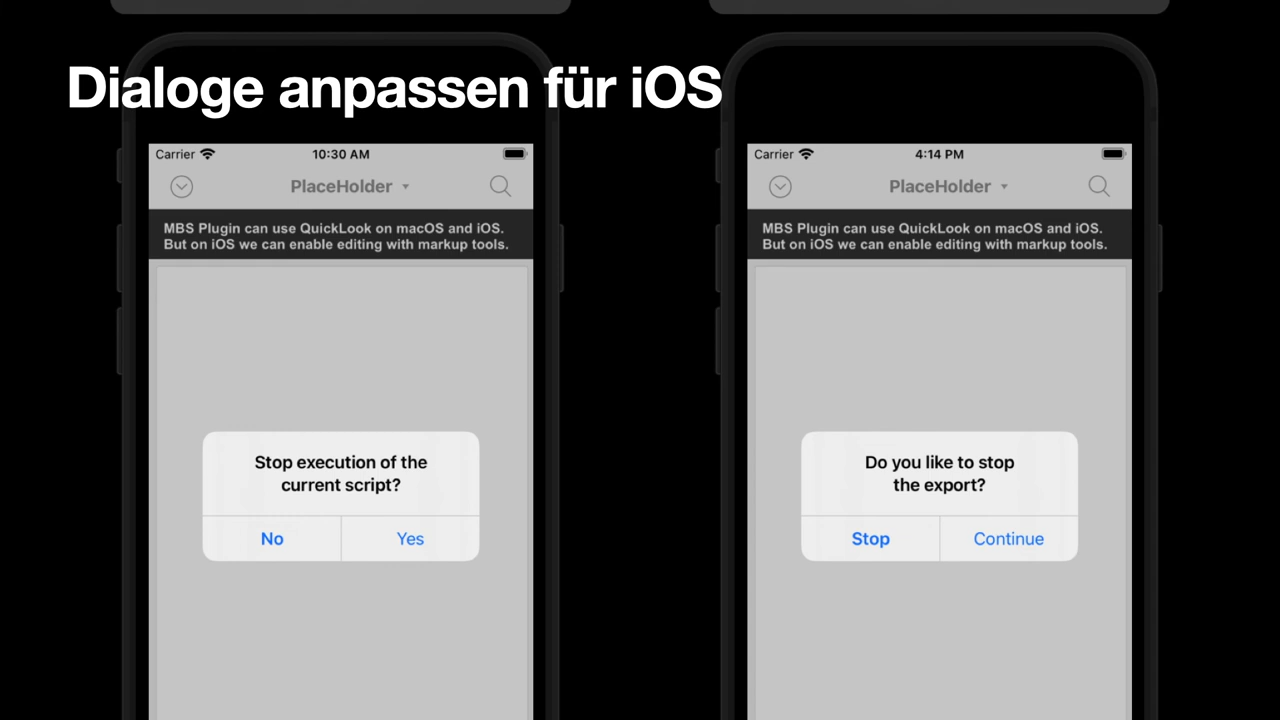 Dialoge anpassen für iOS
Carrier 10:30 AM
PlaceHolder
MBS Plugin can use QuickLook on macOS and iOS.
But on iOS we can enable editing with markup tools.
Stop execution of the
current script?
No Yes
Carrier 4:14 PM
PlaceHolder
MBS Plugin can use QuickLook on macOS and iOS.
But on iOS we can enable editing with markup tools.
Do you like to stop
the export?
Stop Continue